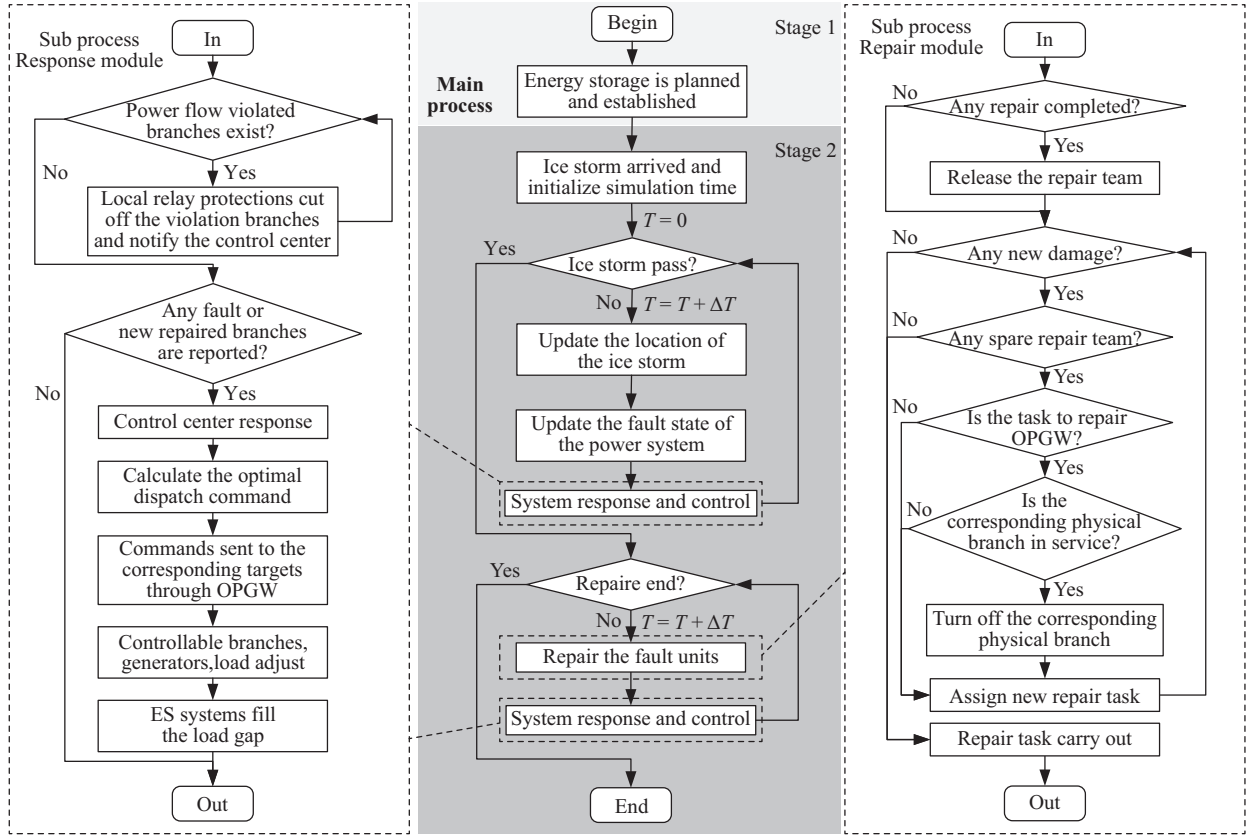 Sub process
Response module
In
Power flow violated
branches exist?
No
Yes
Local relay protections cut
off the violation branches
and notify the control center
Any fault or
new repaired branches
are reported?
No
Yes
Control center response
Calculate the optimal
dispatch command
Commands sent to the
corresponding targets
through OPGW
Controllable branches,
generators,load adjust
ES systems fill
the load gap
Out
Begin
Stage 1
Main
process
Energy storage is planned
and established
Stage 2
Ice storm arrived and
initialize simulation time
T = 0
Yes
Ice storm pass?
No
T = T + ΔT
Update the location of
the ice storm
Update the fault state of
the power system
System response and control
Yes
Repaire end?
No
T = T + ΔT
Repair the fault units
System response and control
End
Sub process
Repair module
In
No
Any repair completed?
Yes
Release the repair team
No
Any new damage?
Yes
No
Any spare repair team?
Yes
No
Is the task to repair
OPGW?
Yes
No
Is the
corresponding physical
branch in service?
Yes
Turn off the corresponding
physical branch
Assign new repair task
Repair task carry out
Out